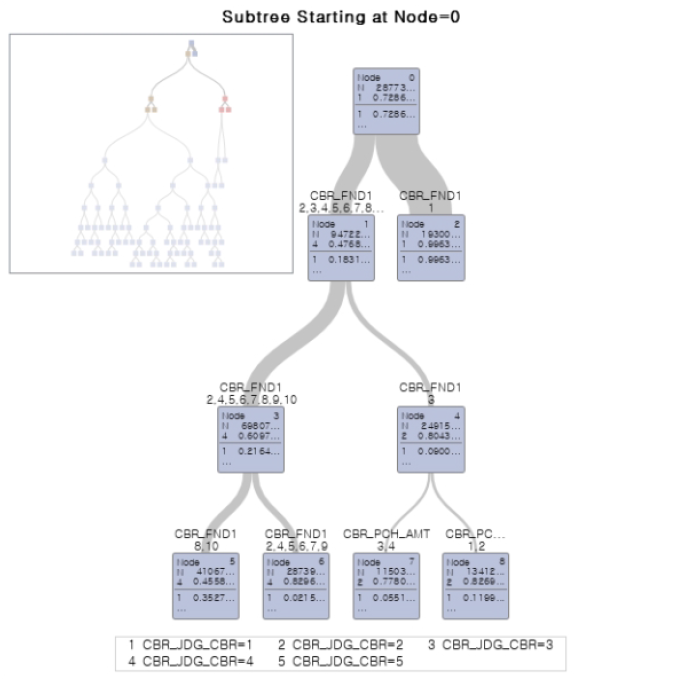 Subtree Starting at Node=0
Node 0
N 28773...
1 0.7286...
1 0.7286...
...
CBR_FND1
2,3,4,5,6,7,8...
CBR_FND1
1
Node 1
N 94722...
4 0.4768...
1 0.1831...
...
Node 2
N 19300...
1 0.9963...
1 0.9963...
...
CBR_FND1
2,4,5,6,7,8,9,10
CBR_FND1
3
Node 3
N 69807...
4 0.6097...
1 0.2164...
...
Node 4
N 24915...
2 0.8043...
1 0.0900...
...
CBR_FND1
8,10
CBR_FND1
2,4,5,6,7,9
CBR_PCH_AMT
3,4
CBR_PC...
1,2
Node 5
N 41067...
4 0.4558...
1 0.3527...
...
Node 6
N 28739...
4 0.8296...
1 0.0215...
...
Node 7
N 11503...
2 0.7780...
1 0.0551...
...
Node 8
N 13412...
2 0.8269...
1 0.1199...
...
1 CBR_JDG_CBR=1 2 CBR_JDG_CBR=2 3 CBR_JDG_CBR=3
4 CBR_JDG_CBR=4 5 CBR_JDG_CBR=5